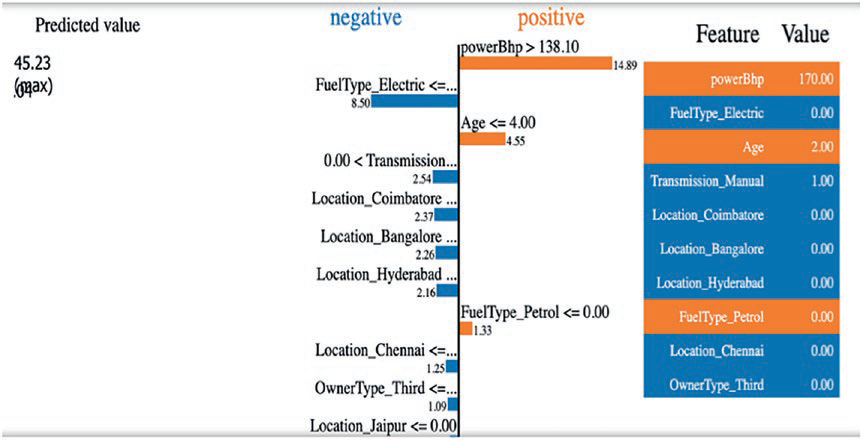 Predicted value
45.23
(max)
negative
positive
powerBhp > 138.10
14.89
FuelType_Electric <=...
8.50
Age <= 4.00
4.55
0.00 < Transmission...
2.54
Location_Coimbatore ...
2.37
Location_Bangalore ...
2.26
Location_Hyderabad ...
2.16
FuelType_Petrol <= 0.00
1.33
Location_Chennai <=...
1.25
OwnerType_Third <=...
1.09
Location_Jaipur <= 0.00
Feature Value
powerBhp 170.00
FuelType_Electric 0.00
Age 2.00
Transmission_Manual 1.00
Location_Coimbatore 0.00
Location_Bangalore 0.00
Location_Hyderabad 0.00
FuelType_Petrol 0.00
Location_Chennai 0.00
OwnerType_Third 0.00